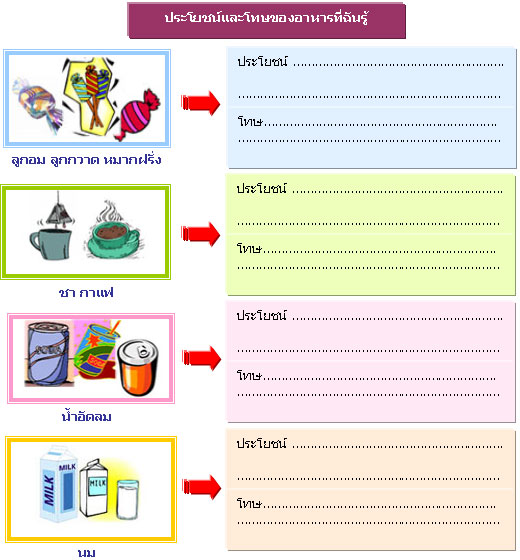 ประโยชน์และโทษของอาหารที่ฉันรู้
ประโยชน์ ........................................................
......................................................................
โทษ..............................................................
......................................................................
ลูกอม ลูกกวาด หมากฝรั่ง
ประโยชน์ ........................................................
......................................................................
โทษ..............................................................
......................................................................
ชา กาแฟ
ประโยชน์ ........................................................
......................................................................
โทษ..............................................................
......................................................................
น้ำอัดลม
MILK
MILK
MILK
ประโยชน์ ........................................................
......................................................................
โทษ..............................................................
......................................................................
นม